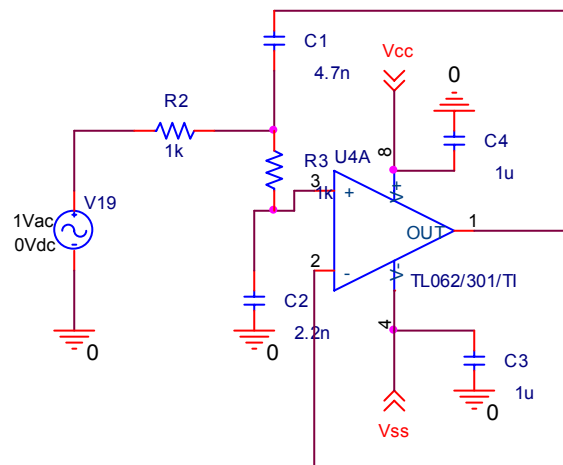 C1
4.7n
Vcc
0
R2
1k
C4
1u
R3
1k
U4A
8
V+
3
+
V19
1Vac
0Vdc
+
-
OUT
1
2
-
V-
TL062/301/TI
C2
2.2n
4
C3
1u
0
0
0
Vss